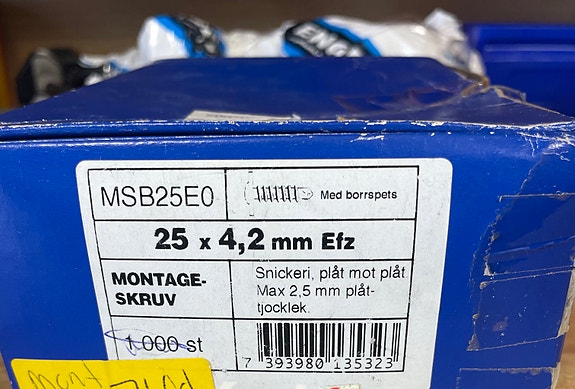 MSB25E0
Med borrspets
25 x 4,2 mm Efz
MONTAGE-
SKRUV
Snickeri, plåt mot plåt.
Max 2,5 mm plåt-
tjocklek.
1.000 st
7 393980 135323
mont